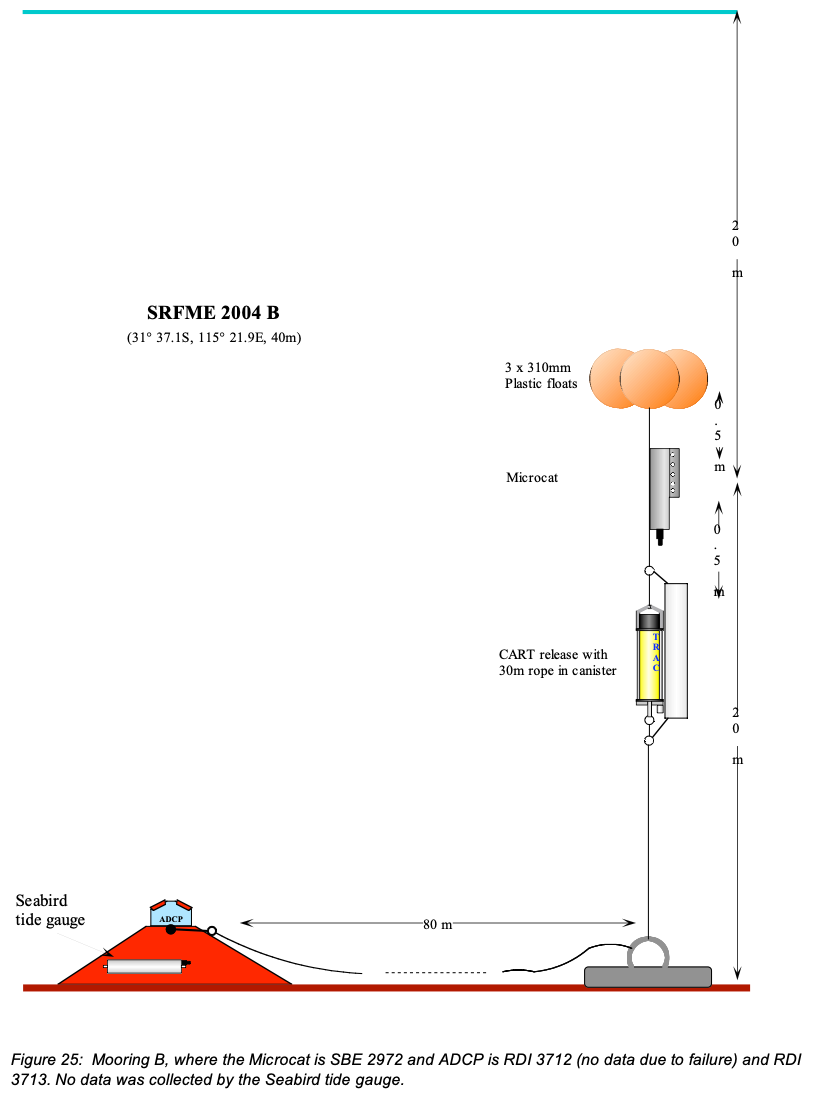 20 m
SRFME 2004 B
(31° 37.1S, 115° 21.9E, 40m)
3 x 310mm
Plastic floats
0.5 m
Microcat
0.5 m
TRAC
CART release with
30m rope in canister
20 m
Seabird
tide gauge
ADCP
80 m
Figure 25:  Mooring B, where the Microcat is SBE 2972 and ADCP is RDI 3712 (no data due to failure) and RDI
3713. No data was collected by the Seabird tide gauge.